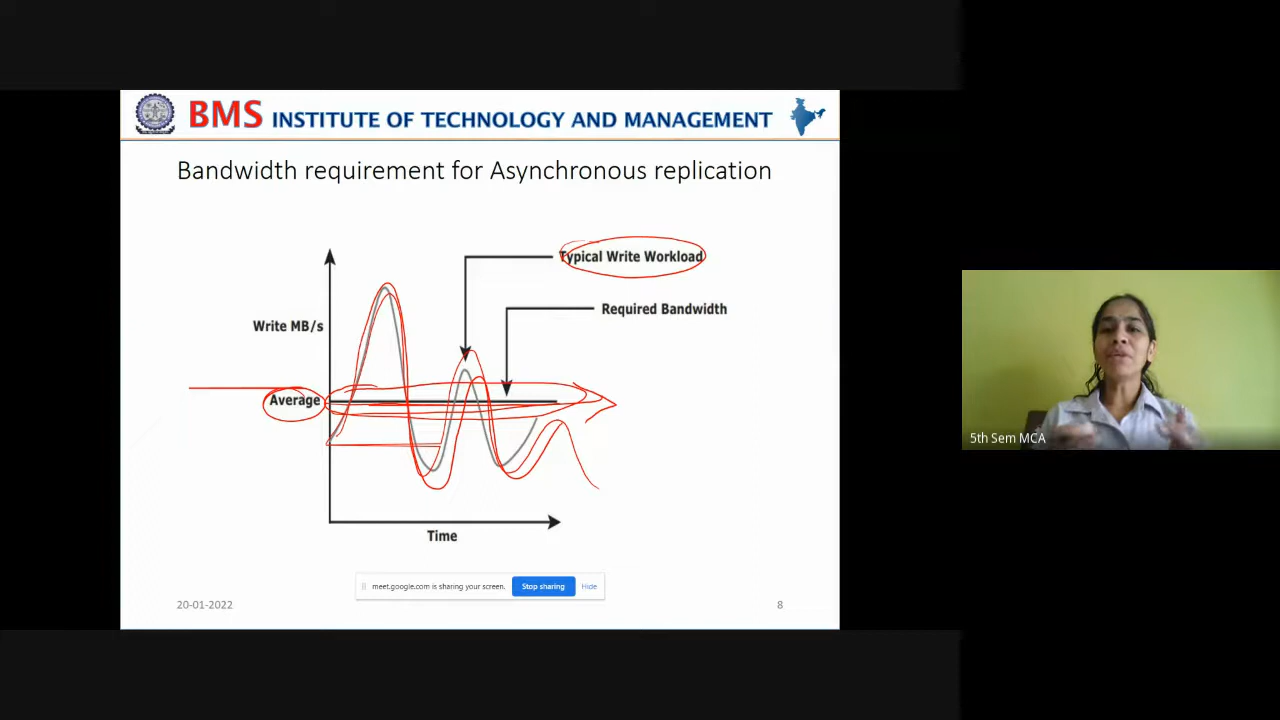 BMS INSTITUTE OF TECHNOLOGY AND MANAGEMENT
Bandwidth requirement for Asynchronous replication
Typical Write Workload
Required Bandwidth
Write MB/s
Average
Time
meet.google.com is sharing your screen. Stop sharing Hide
20-01-2022
8
5th Sem MCA